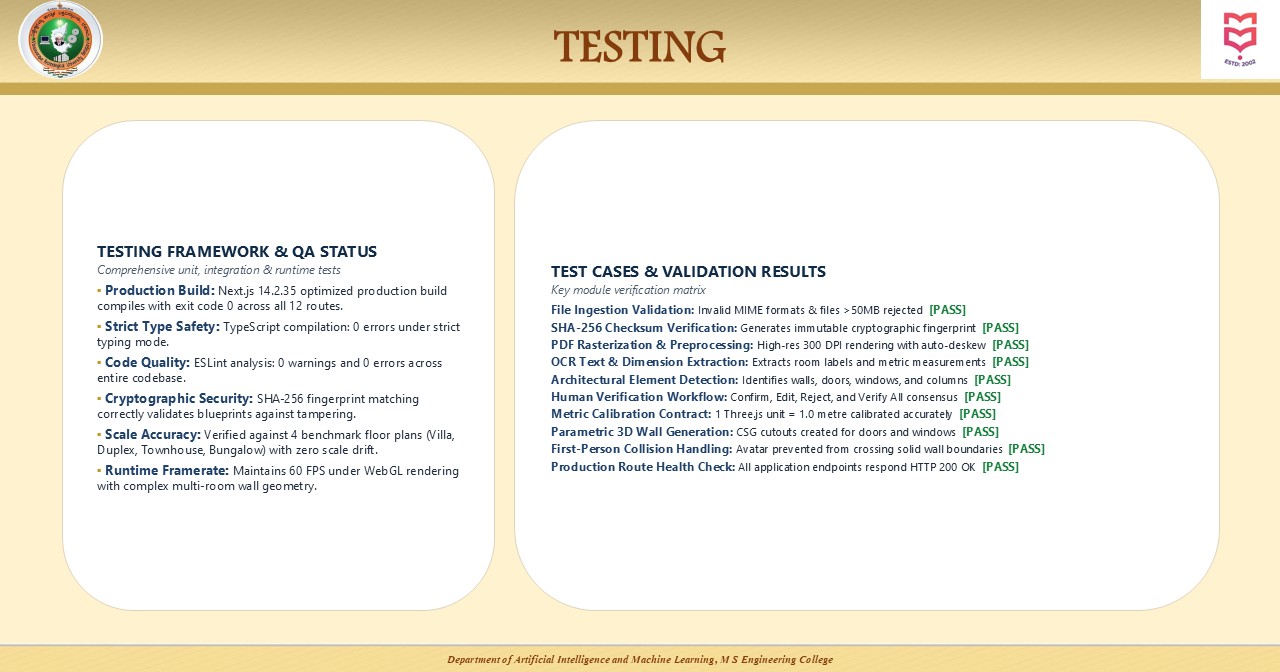 TESTING
ESTD: 2002
TESTING FRAMEWORK & QA STATUS
Comprehensive unit, integration & runtime tests
▪ Production Build: Next.js 14.2.35 optimized production build
compiles with exit code 0 across all 12 routes.
▪ Strict Type Safety: TypeScript compilation: 0 errors under strict
typing mode.
▪ Code Quality: ESLint analysis: 0 warnings and 0 errors across
entire codebase.
▪ Cryptographic Security: SHA-256 fingerprint matching
correctly validates blueprints against tampering.
▪ Scale Accuracy: Verified against 4 benchmark floor plans (Villa,
Duplex, Townhouse, Bungalow) with zero scale drift.
▪ Runtime Framerate: Maintains 60 FPS under WebGL rendering
with complex multi-room wall geometry.
TEST CASES & VALIDATION RESULTS
Key module verification matrix
File Ingestion Validation: Invalid MIME formats & files >50MB rejected [PASS]
SHA-256 Checksum Verification: Generates immutable cryptographic fingerprint [PASS]
PDF Rasterization & Preprocessing: High-res 300 DPI rendering with auto-deskew [PASS]
OCR Text & Dimension Extraction: Extracts room labels and metric measurements [PASS]
Architectural Element Detection: Identifies walls, doors, windows, and columns [PASS]
Human Verification Workflow: Confirm, Edit, Reject, and Verify All consensus [PASS]
Metric Calibration Contract: 1 Three.js unit = 1.0 metre calibrated accurately [PASS]
Parametric 3D Wall Generation: CSG cutouts created for doors and windows [PASS]
First-Person Collision Handling: Avatar prevented from crossing solid wall boundaries [PASS]
Production Route Health Check: All application endpoints respond HTTP 200 OK [PASS]
Department of Artificial Intelligence and Machine Learning, M S Engineering College